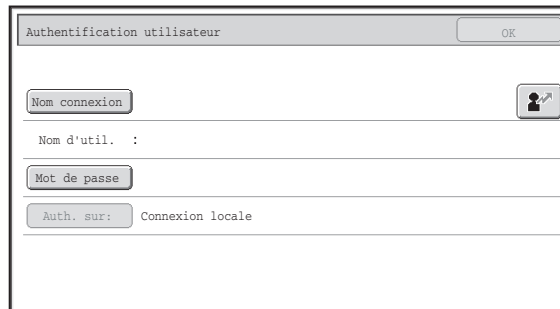 Authentification utilisateur OK
Nom connexion
Nom d'util. :
Mot de passe
Auth. sur: Connexion locale